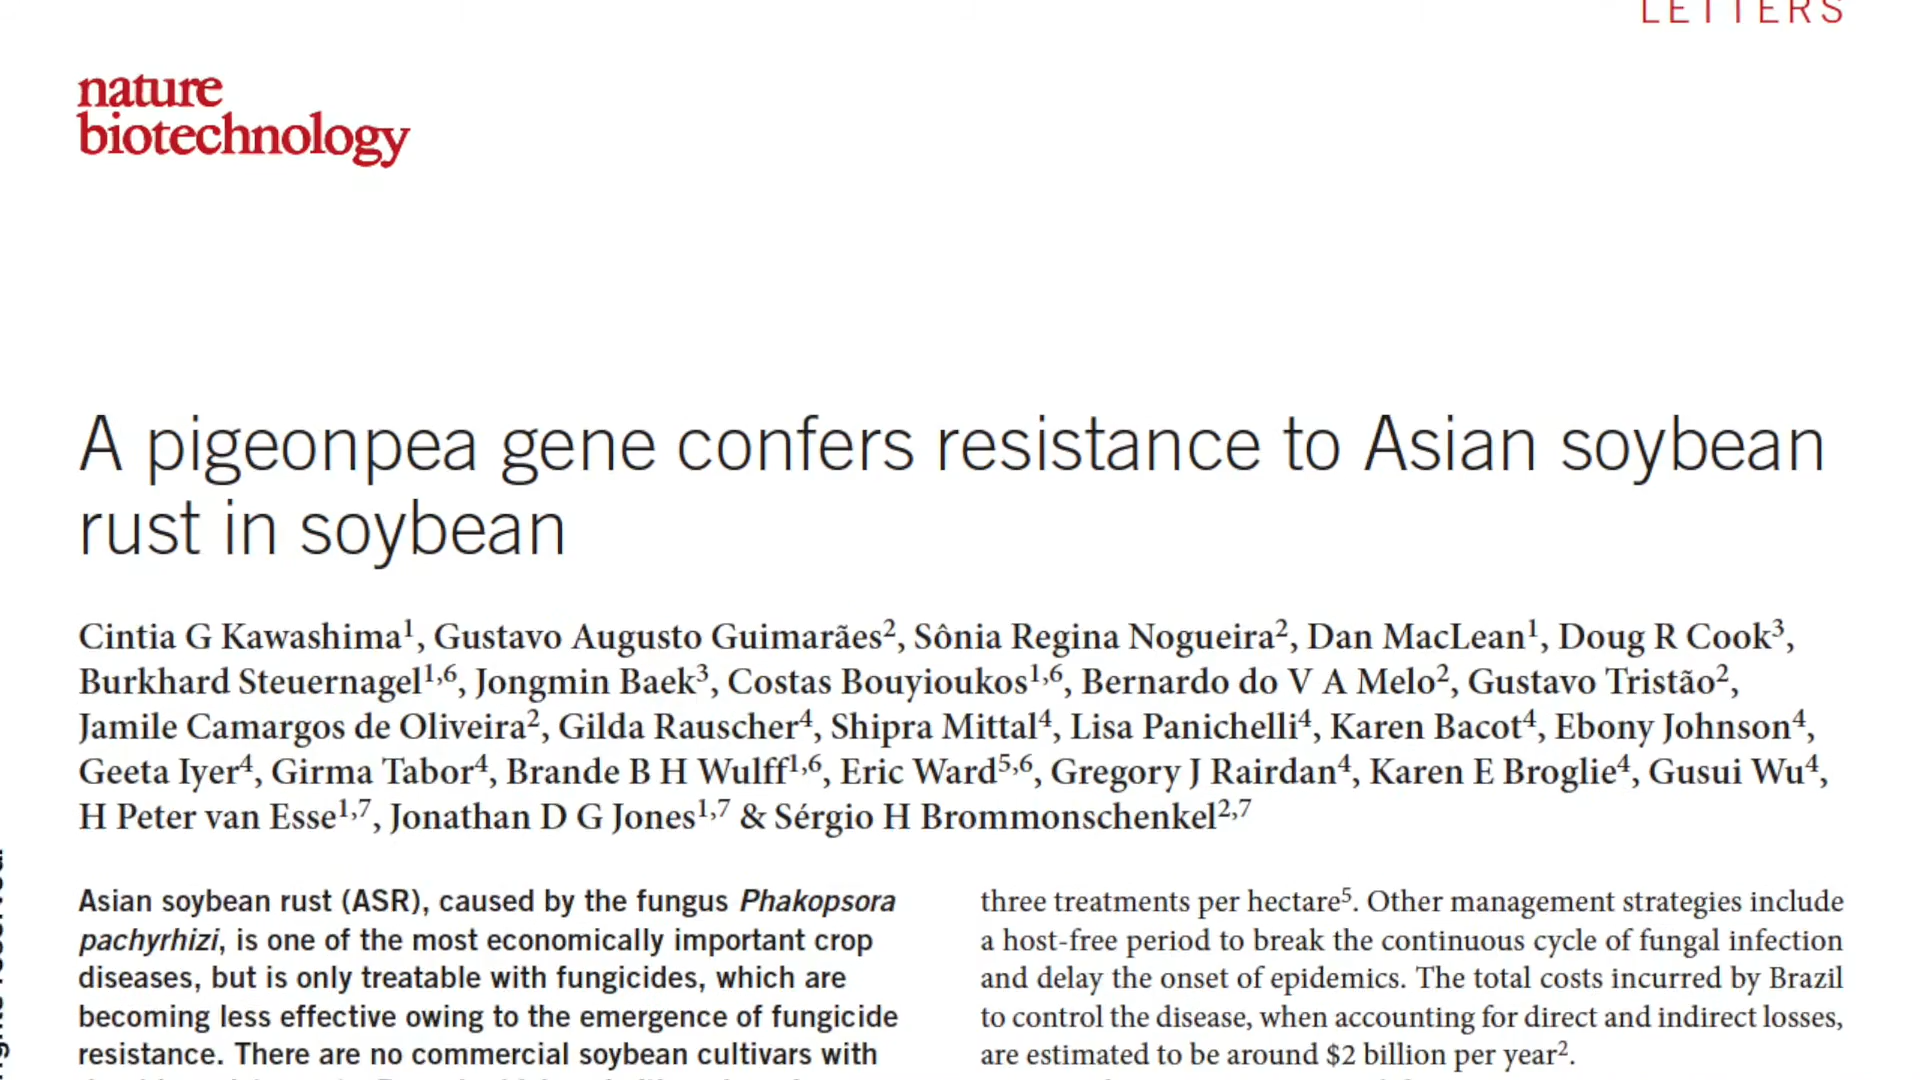 LETTERS
nature
biotechnology
A pigeonpea gene confers resistance to Asian soybean
rust in soybean
Cintia G Kawashima1, Gustavo Augusto Guimarães2, Sônia Regina Nogueira2, Dan MacLean1, Doug R Cook3,
Burkhard Steuernagel1,6, Jongmin Baek3, Costas Bouyioukos1,6, Bernardo do V A Melo2, Gustavo Tristão2,
Jamile Camargos de Oliveira2, Gilda Rauscher4, Shipra Mittal4, Lisa Panichelli4, Karen Bacot4, Ebony Johnson4,
Geeta Iyer4, Girma Tabor4, Brande B H Wulff1,6, Eric Ward5,6, Gregory J Rairdan4, Karen E Broglie4, Gusui Wu4,
H Peter van Esse1,7, Jonathan D G Jones1,7 & Sérgio H Brommonschenkel2,7
Asian soybean rust (ASR), caused by the fungus Phakopsora
pachyrhizi, is one of the most economically important crop
diseases, but is only treatable with fungicides, which are
becoming less effective owing to the emergence of fungicide
resistance. There are no commercial soybean cultivars with
three treatments per hectare5. Other management strategies include
a host-free period to break the continuous cycle of fungal infection
and delay the onset of epidemics. The total costs incurred by Brazil
to control the disease, when accounting for direct and indirect losses,
are estimated to be around $2 billion per year2.